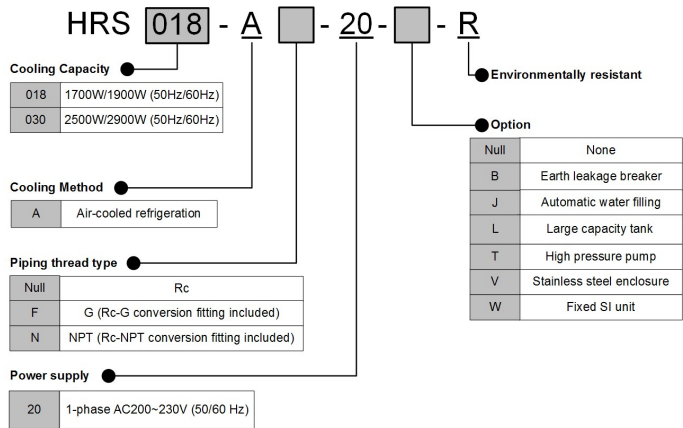 HRS 018 - A - 20 - - R
Cooling Capacity
018 1700W/1900W (50Hz/60Hz)
030 2500W/2900W (50Hz/60Hz)
Cooling Method
A Air-cooled refrigeration
Piping thread type
Null Rc
F G (Rc-G conversion fitting included)
N NPT (Rc-NPT conversion fitting included)
Power supply
20 1-phase AC200~230V (50/60 Hz)
Environmentally resistant
Option
Null None
B Earth leakage breaker
J Automatic water filling
L Large capacity tank
T High pressure pump
V Stainless steel enclosure
W Fixed SI unit